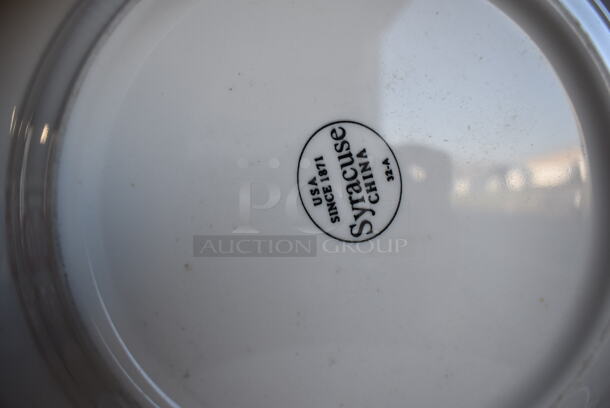 USA
SINCE 1871
Syracuse
CHINA
32-A
AUCTION GROUP